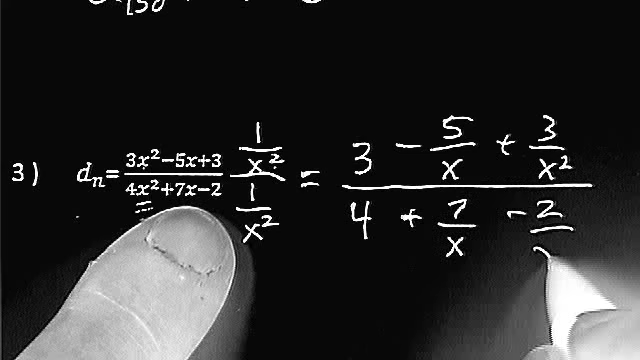 3) dₙ= (3x²−5x+3)/(4x²+7x−2) (1/x²)/(1/x²) = (3 − 5/x + 3/x²)/(4 + 7/x − 2/